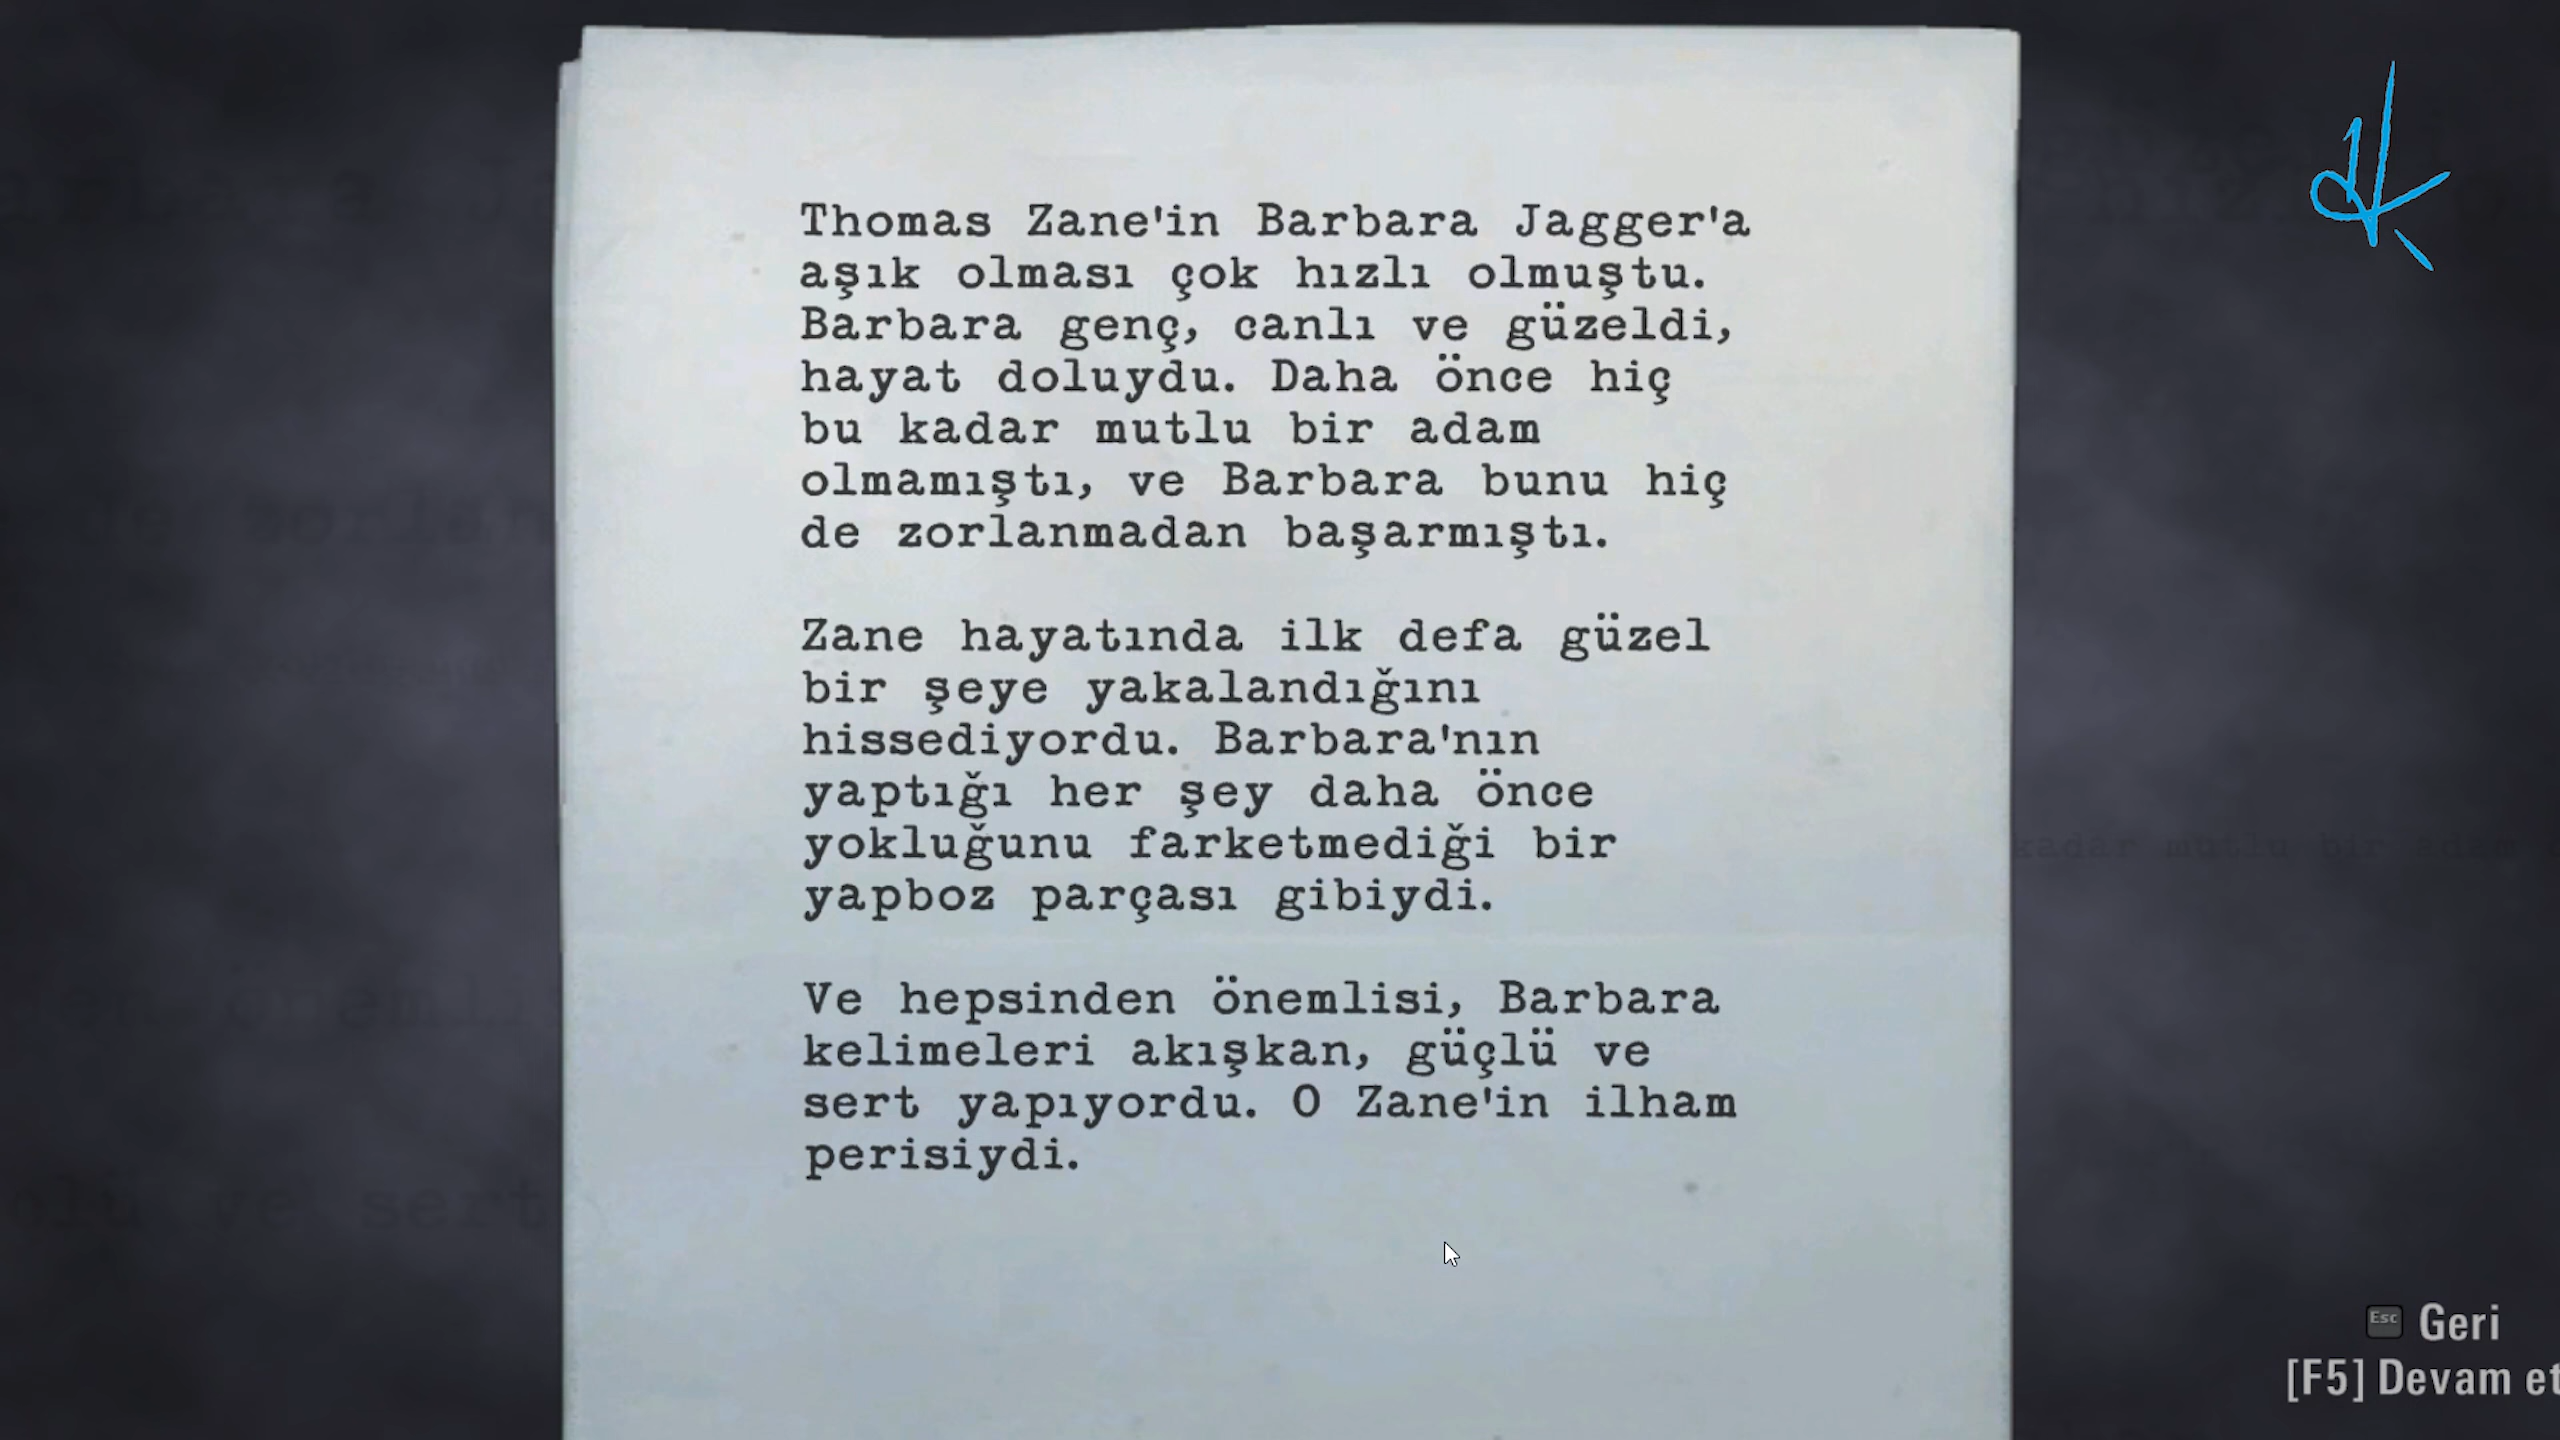 Thomas Zane'in Barbara Jagger'a
aşık olması çok hızlı olmuştu.
Barbara genç, canlı ve güzeldi,
hayat doluydu. Daha önce hiç
bu kadar mutlu bir adam
olmamıştı, ve Barbara bunu hiç
de zorlanmadan başarmıştı.
Zane hayatında ilk defa güzel
bir şeye yakalandığını
hissediyordu. Barbara'nın
yaptığı her şey daha önce
yokluğunu farketmediği bir
yapboz parçası gibiydi.
Ve hepsinden önemlisi, Barbara
kelimeleri akışkan, güçlü ve
sert yapıyordu. O Zane'in ilham
perisiydi.
Esc Geri
[F5] Devam et